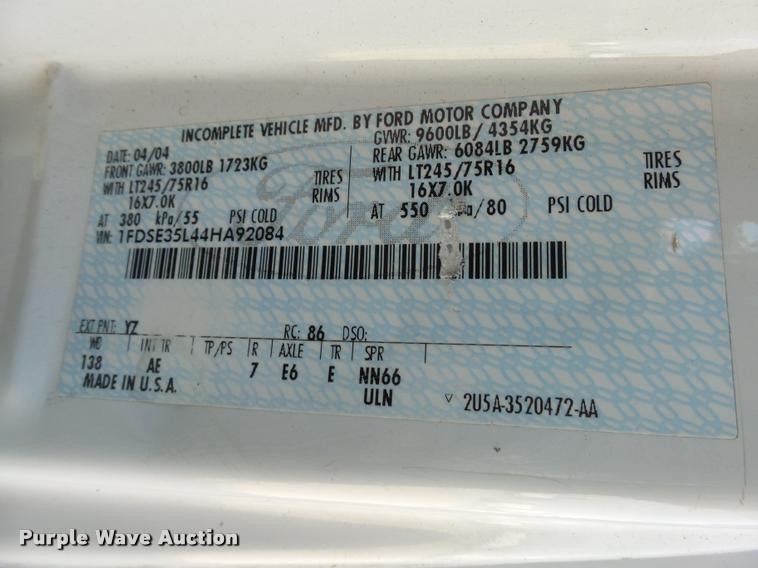 INCOMPLETE VEHICLE MFD. BY FORD MOTOR COMPANY
DATE: 04/04 GVWR: 9600LB/ 4354KG
FRONT GAWR: 3800LB 1723KG REAR GAWR: 6084LB 2759KG
WITH LT245/75R16 TIRES WITH LT245/75R16 TIRES
16X7.0K RIMS 16X7.0K RIMS
AT 380 kPa/55 PSI COLD AT 550 kPa/80 PSI COLD
VIN: 1FDSE35L44HA92084
Ford
EXT PNT: YZ RC: 86 DSO:
WB INT TR TP/PS R AXLE TR SPR
138 AE 7 E6 E NN66
MADE IN U.S.A. ULN ▽ 2U5A-3520472-AA
Purple Wave Auction